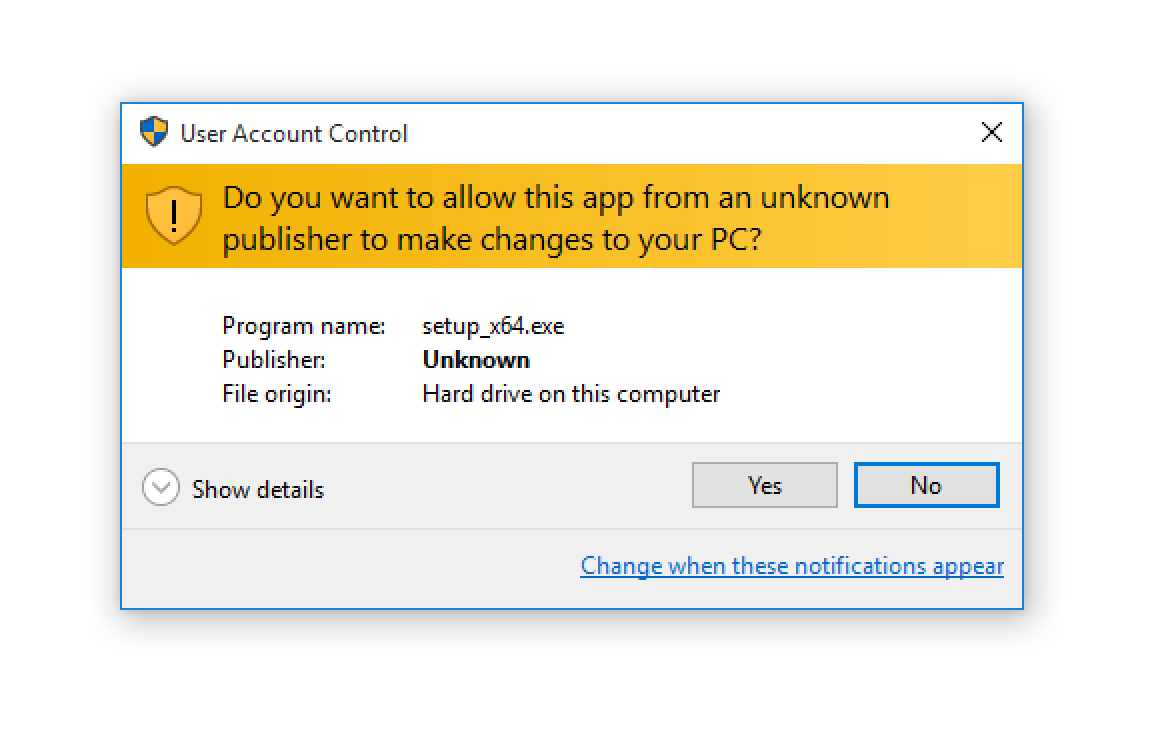 User Account Control
Do you want to allow this app from an unknown
publisher to make changes to your PC?
Program name: setup_x64.exe
Publisher: Unknown
File origin: Hard drive on this computer
Show details
Yes
No
Change when these notifications appear